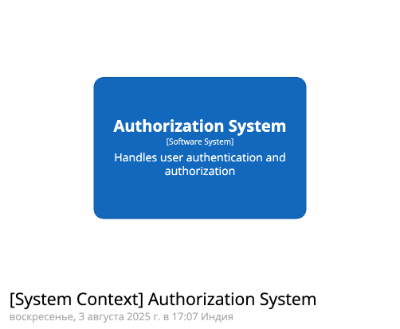 Authorization System
[Software System]
Handles user authentication and
authorization
[System Context] Authorization System
воскресенье, 3 августа 2025 г. в 17:07 Индия